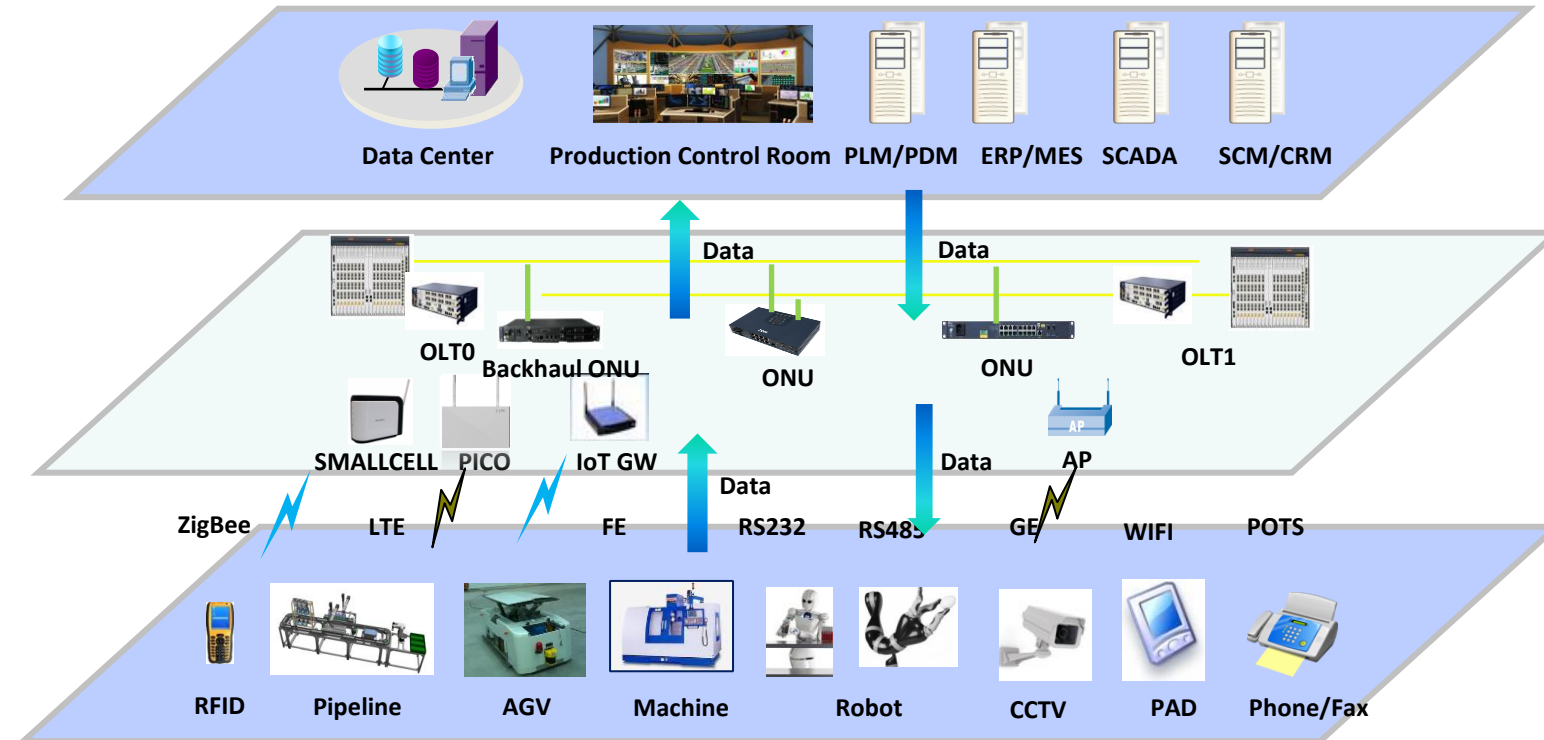 Data Center
Production Control Room
PLM/PDM
ERP/MES
SCADA
SCM/CRM
Data
Data
OLT0
Backhaul ONU
ONU
ONU
OLT1
AP
SMALLCELL
PICO
IoT GW
Data
AP
Data
ZigBee
LTE
FE
RS232
RS485
GE
WIFI
POTS
RFID
Pipeline
AGV
Machine
Robot
CCTV
PAD
Phone/Fax